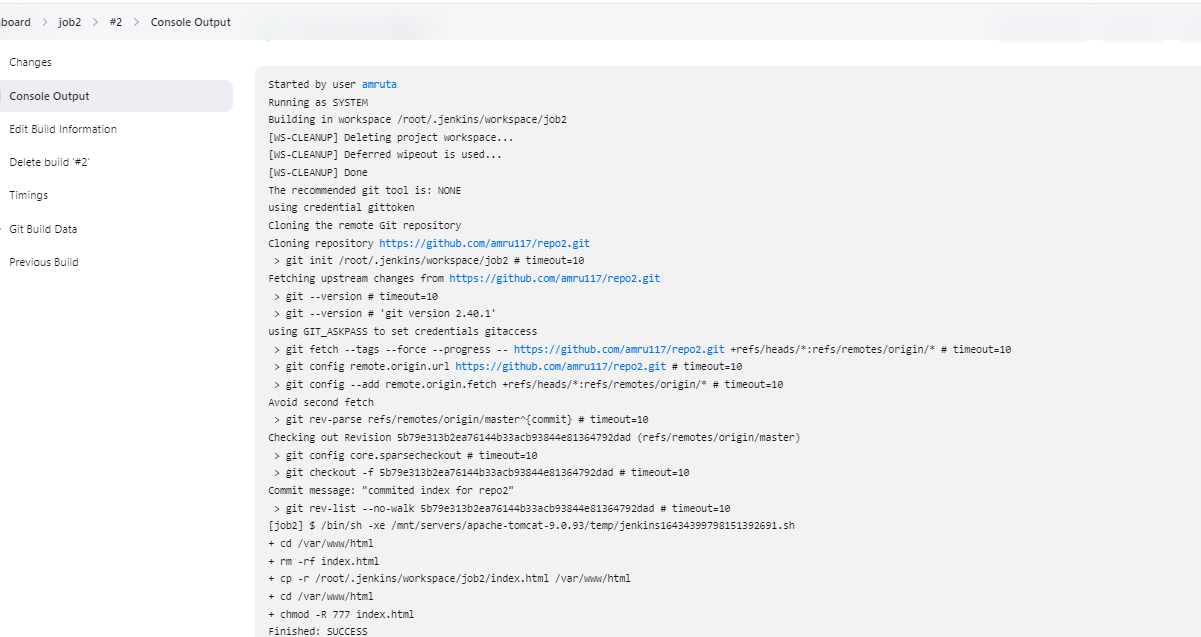 board > job2 > #2 > Console Output
Changes
Console Output
Edit Build Information
Delete build '#2'
Timings
Git Build Data
Previous Build
Started by user amruta
Running as SYSTEM
Building in workspace /root/.jenkins/workspace/job2
[WS-CLEANUP] Deleting project workspace...
[WS-CLEANUP] Deferred wipeout is used...
[WS-CLEANUP] Done
The recommended git tool is: NONE
using credential gittoken
Cloning the remote Git repository
Cloning repository https://github.com/amru117/repo2.git
> git init /root/.jenkins/workspace/job2 # timeout=10
Fetching upstream changes from https://github.com/amru117/repo2.git
> git --version # timeout=10
> git --version # 'git version 2.40.1'
using GIT_ASKPASS to set credentials gitaccess
> git fetch --tags --force --progress -- https://github.com/amru117/repo2.git +refs/heads/*:refs/remotes/origin/* # timeout=10
> git config remote.origin.url https://github.com/amru117/repo2.git # timeout=10
> git config --add remote.origin.fetch +refs/heads/*:refs/remotes/origin/* # timeout=10
Avoid second fetch
> git rev-parse refs/remotes/origin/master^{commit} # timeout=10
Checking out Revision 5b79e313b2ea76144b33acb93844e81364792dad (refs/remotes/origin/master)
> git config core.sparsecheckout # timeout=10
> git checkout -f 5b79e313b2ea76144b33acb93844e81364792dad # timeout=10
Commit message: "commited index for repo2"
> git rev-list --no-walk 5b79e313b2ea76144b33acb93844e81364792dad # timeout=10
[job2] $ /bin/sh -xe /mnt/servers/apache-tomcat-9.0.93/temp/jenkins16434399798151392691.sh
+ cd /var/www/html
+ rm -rf index.html
+ cp -r /root/.jenkins/workspace/job2/index.html /var/www/html
+ cd /var/www/html
+ chmod -R 777 index.html
Finished: SUCCESS